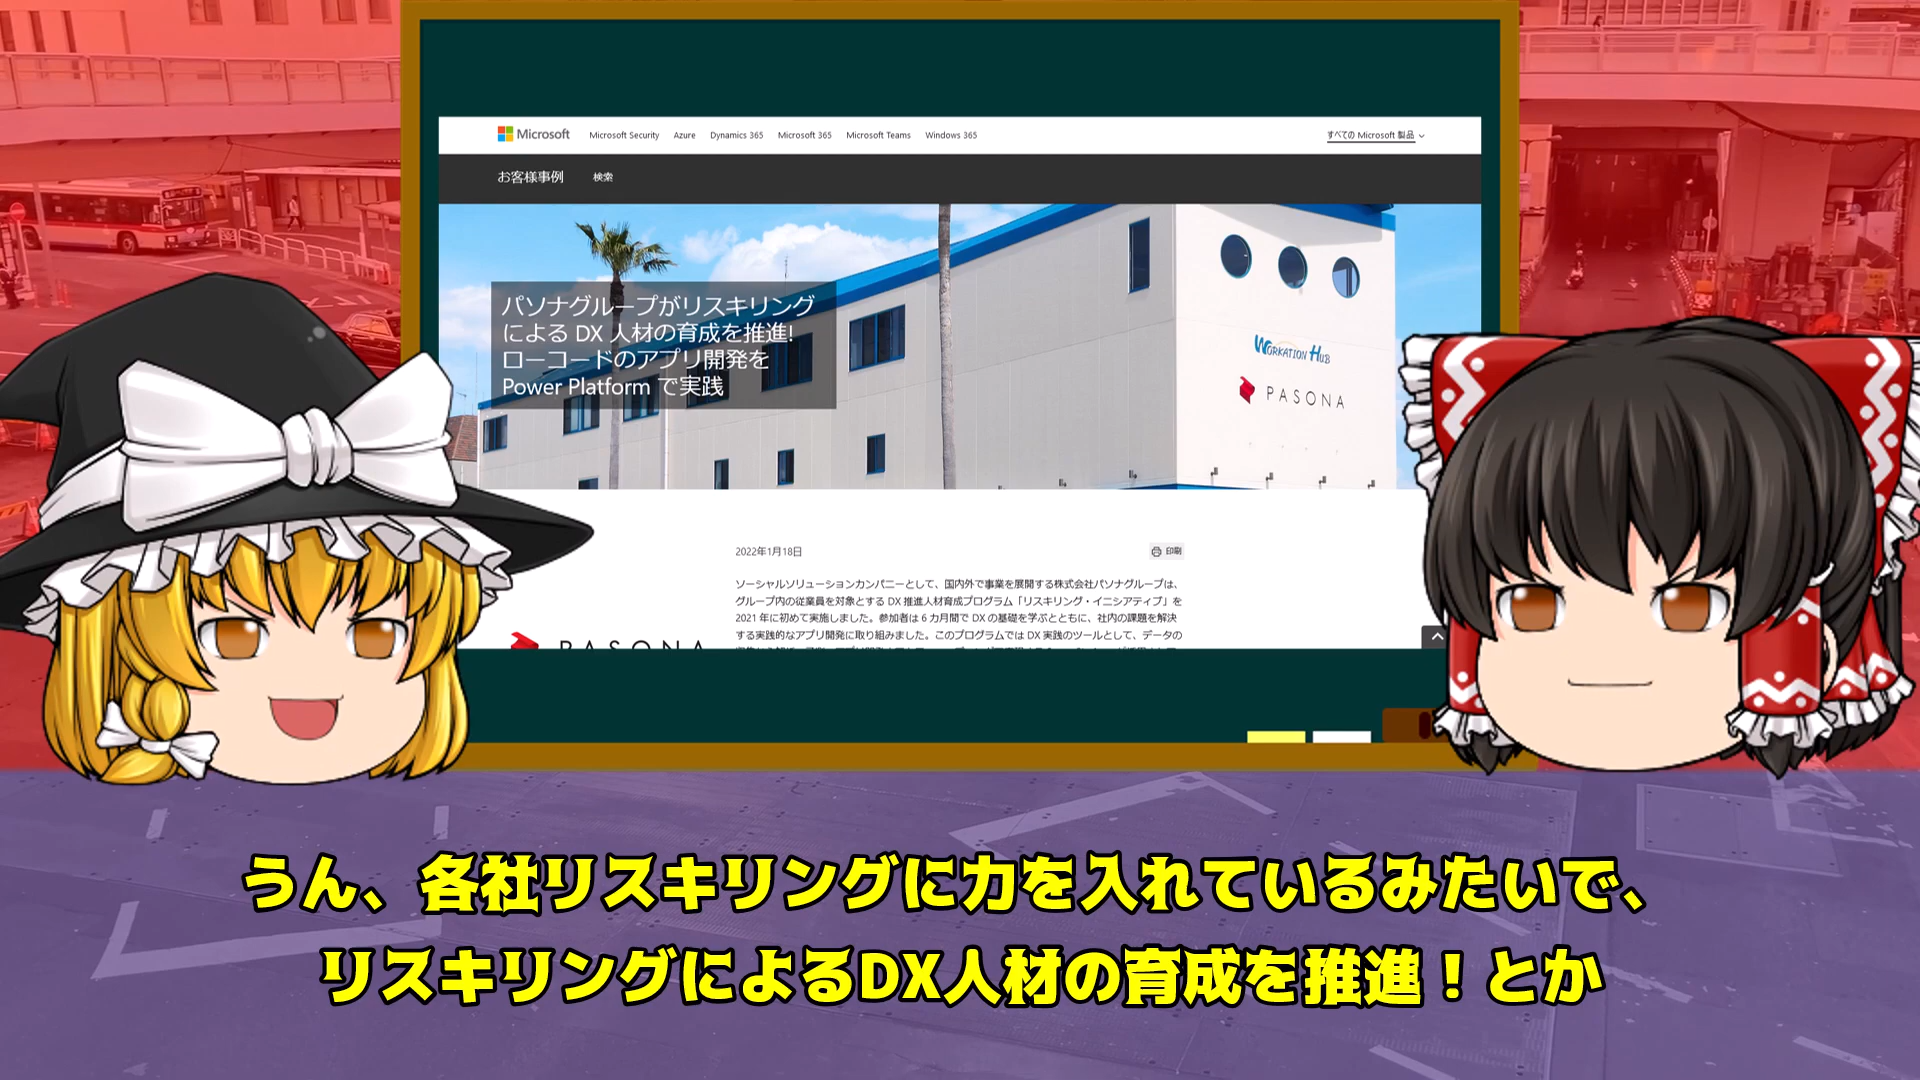 Microsoft
Microsoft Security Azure Dynamics 365 Microsoft 365 Microsoft Teams Windows 365
すべての Microsoft 製品
お客様事例 検索
パソナグループがリスキリング
による DX 人材の育成を推進!
ローコードのアプリ開発を
Power Platform で実践
WORKATION HUB
PASONA
2022年1月18日
印刷
ソーシャルソリューションカンパニーとして、国内外で事業を展開する株式会社パソナグループは、
グループ内の従業員を対象とする DX 推進人材育成プログラム「リスキリング・イニシアティブ」を
2021 年に初めて実施しました。参加者は 6 カ月間で DX の基礎を学ぶとともに、社内の課題を解決
する実践的なアプリ開発に取り組みました。このプログラムでは DX 実践のツールとして、データの
PASONA
うん、各社リスキリングに力を入れているみたいで、
リスキリングによるDX人材の育成を推進！とか